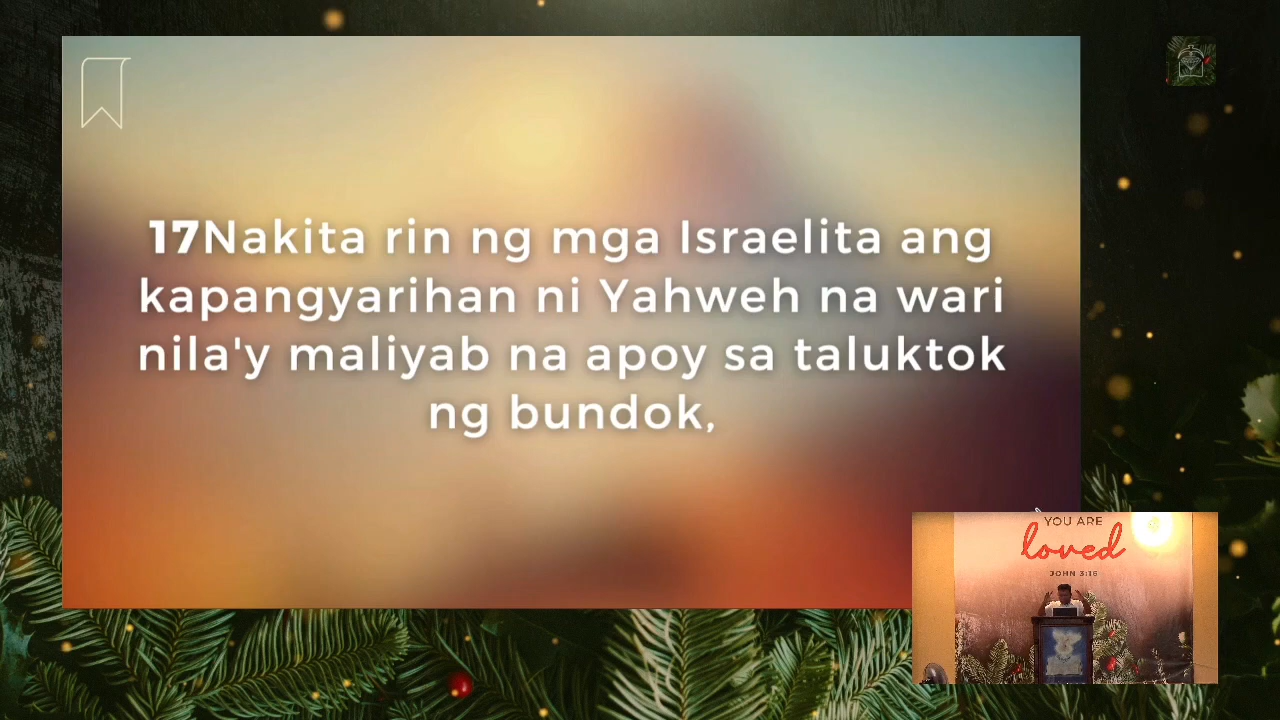 17Nakita rin ng mga Israelita ang
kapangyarihan ni Yahweh na wari
nila'y maliyab na apoy sa taluktok
ng bundok,
YOU ARE
loved
JOHN 3:16